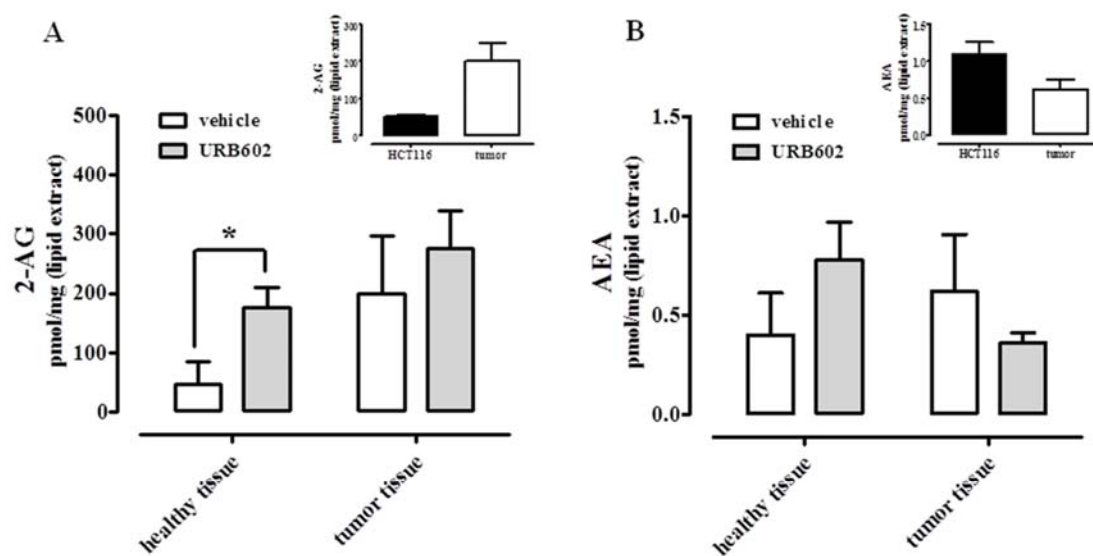 A
2-AG
pmol/mg (lipid extract)
300
200
100
0
HCT116
tumor
vehicle
URB602
2-AG
pmol/mg (lipid extract)
500
400
300
200
100
0
*
healthy tissue
tumor tissue
B
AEA
pmol/mg (lipid extract)
1.5
1.0
0.5
0.0
HCT116
tumor
vehicle
URB602
AEA
pmol/mg (lipid extract)
1.5
1.0
0.5
0.0
healthy tissue
tumor tissue